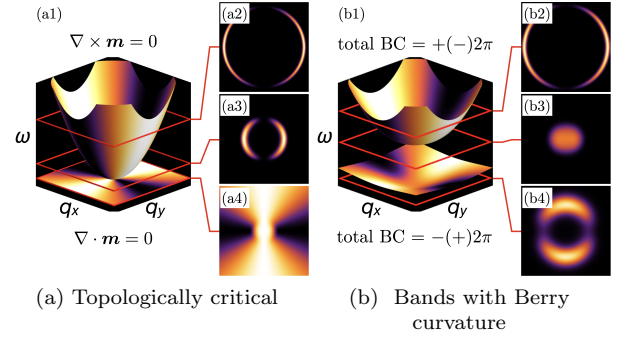 (a1)
∇ × m = 0
ω
q_x
q_y
∇ · m = 0
(a2)
(a3)
(a4)
(a) Topologically critical
(b1)
total BC = +(−)2π
ω
q_x
q_y
total BC = −(+)2π
(b2)
(b3)
(b4)
(b) Bands with Berry
curvature